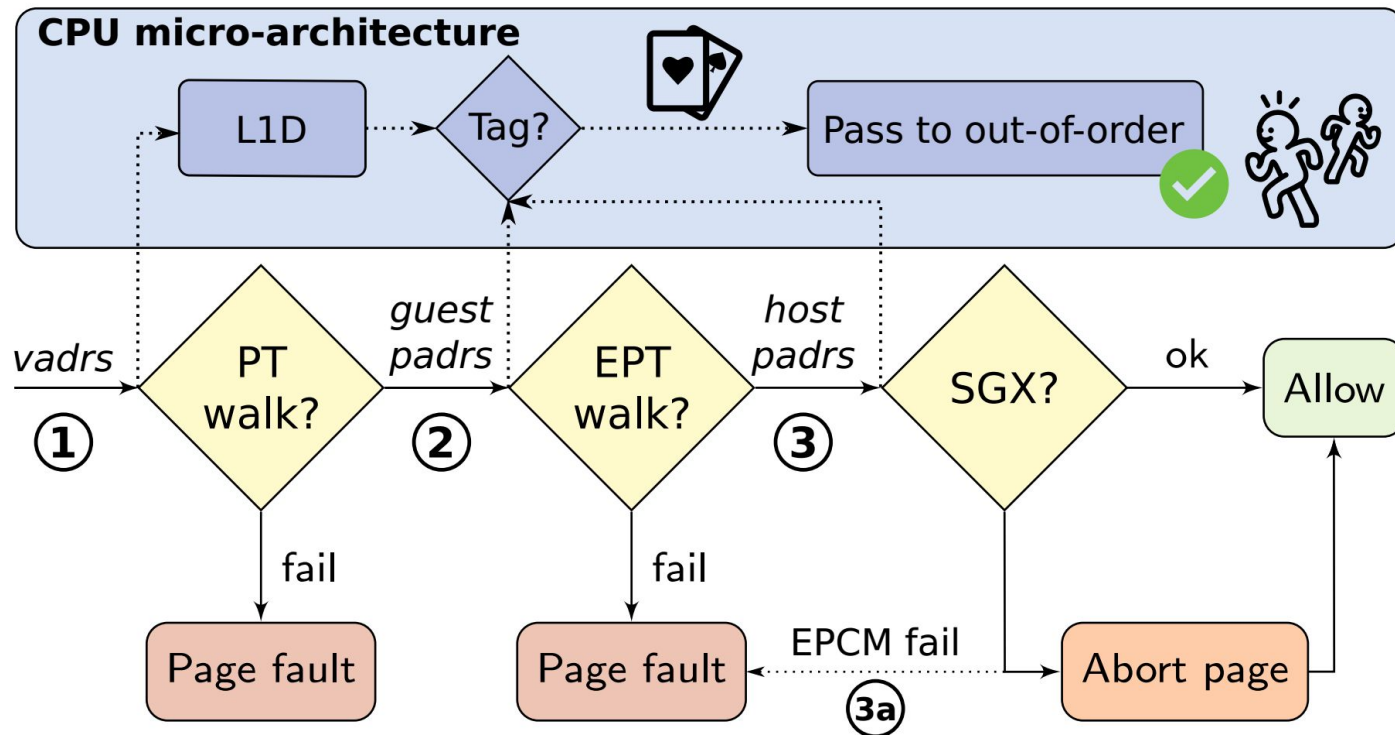 CPU micro-architecture
L1D
Tag?
Pass to out-of-order
vadrs
1
PT
walk?
guest
padrs
2
EPT
walk?
host
padrs
3
SGX?
ok
Allow
fail
fail
Page fault
Page fault
EPCM fail
3a
Abort page